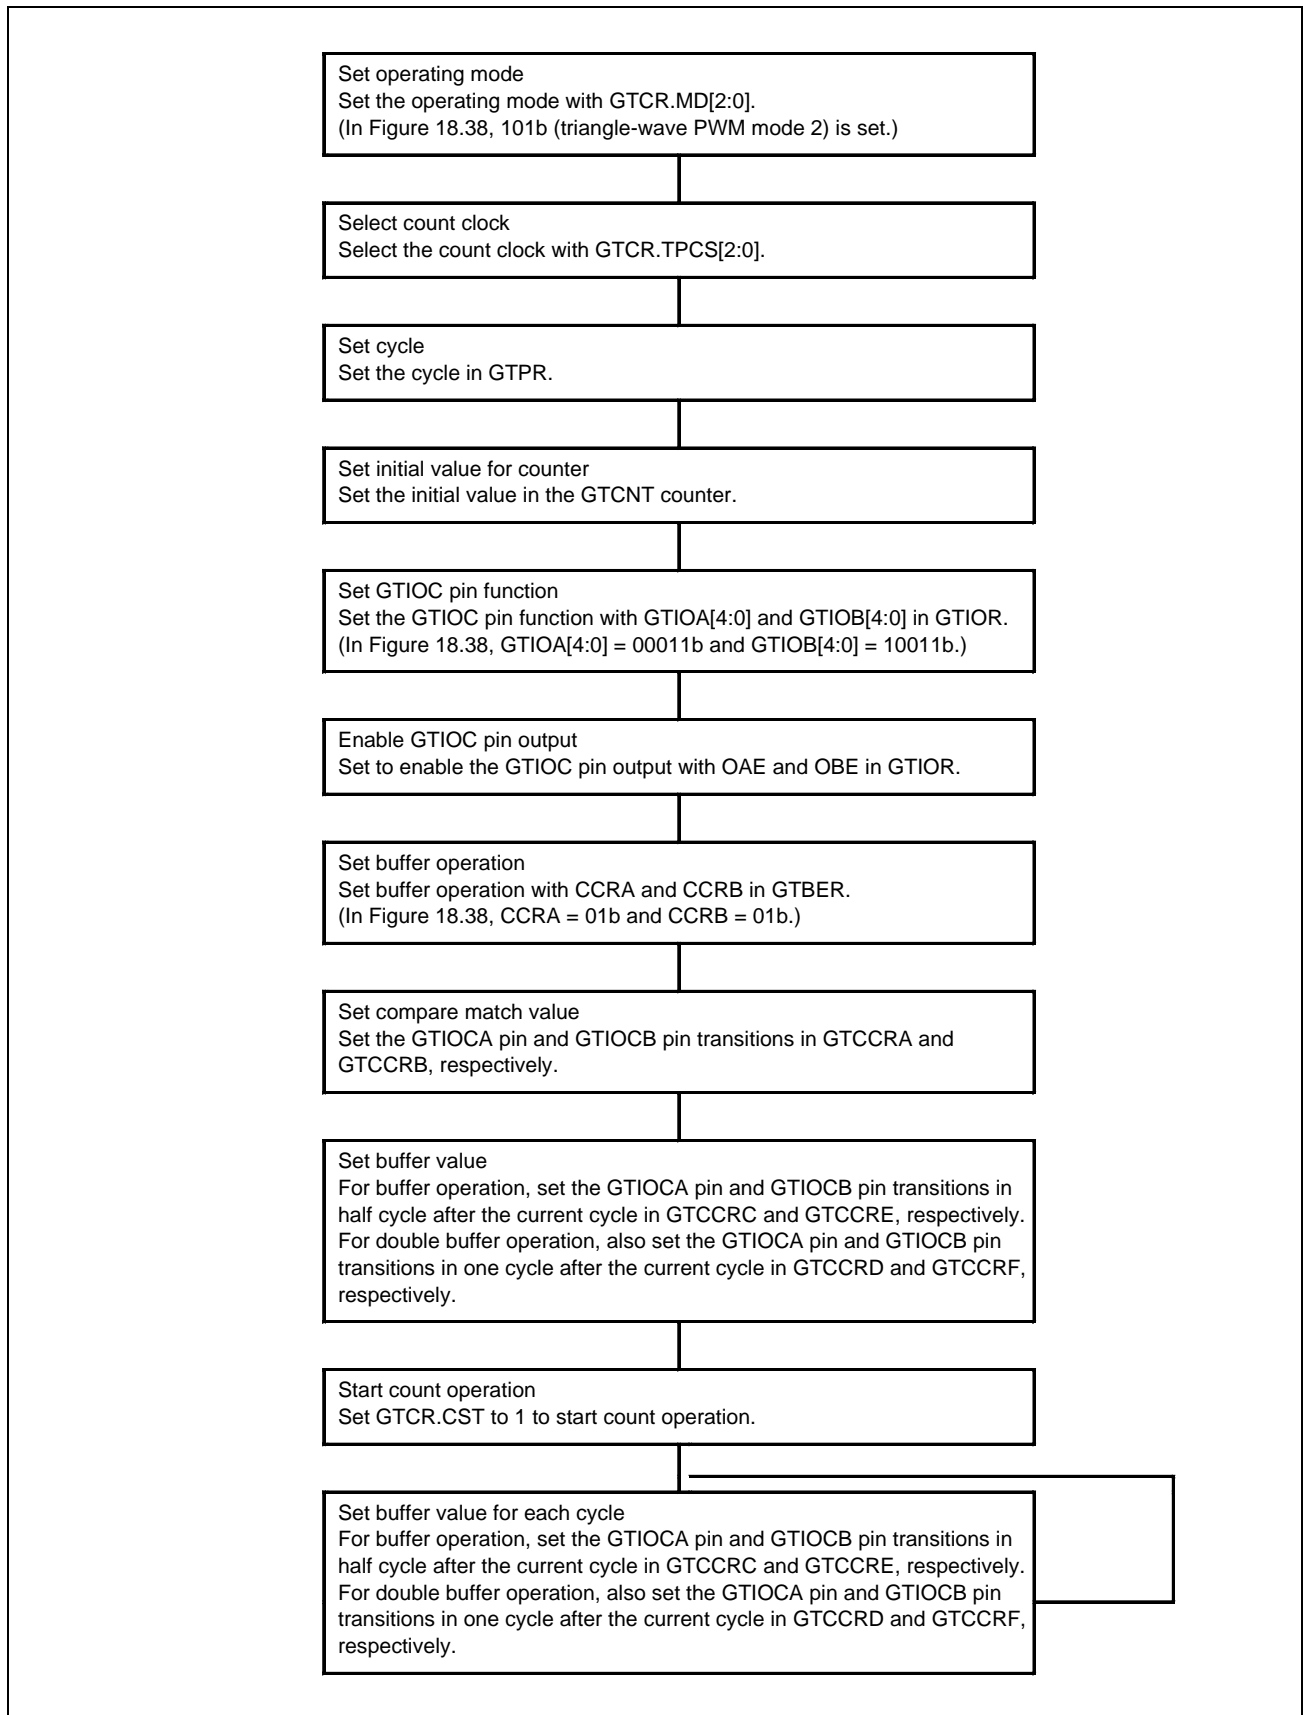 Set operating mode
Set the operating mode with GTCR.MD[2:0].
(In Figure 18.38, 101b (triangle-wave PWM mode 2) is set.)
Select count clock
Select the count clock with GTCR.TPCS[2:0].
Set cycle
Set the cycle in GTPR.
Set initial value for counter
Set the initial value in the GTCNT counter.
Set GTIOC pin function
Set the GTIOC pin function with GTIOA[4:0] and GTIOB[4:0] in GTIOR.
(In Figure 18.38, GTIOA[4:0] = 00011b and GTIOB[4:0] = 10011b.)
Enable GTIOC pin output
Set to enable the GTIOC pin output with OAE and OBE in GTIOR.
Set buffer operation
Set buffer operation with CCRA and CCRB in GTBER.
(In Figure 18.38, CCRA = 01b and CCRB = 01b.)
Set compare match value
Set the GTIOCA pin and GTIOCB pin transitions in GTCCRA and
GTCCRB, respectively.
Set buffer value
For buffer operation, set the GTIOCA pin and GTIOCB pin transitions in
half cycle after the current cycle in GTCCRC and GTCCRE, respectively.
For double buffer operation, also set the GTIOCA pin and GTIOCB pin
transitions in one cycle after the current cycle in GTCCRD and GTCCRF,
respectively.
Start count operation
Set GTCR.CST to 1 to start count operation.
Set buffer value for each cycle
For buffer operation, set the GTIOCA pin and GTIOCB pin transitions in
half cycle after the current cycle in GTCCRC and GTCCRE, respectively.
For double buffer operation, also set the GTIOCA pin and GTIOCB pin
transitions in one cycle after the current cycle in GTCCRD and GTCCRF,
respectively.